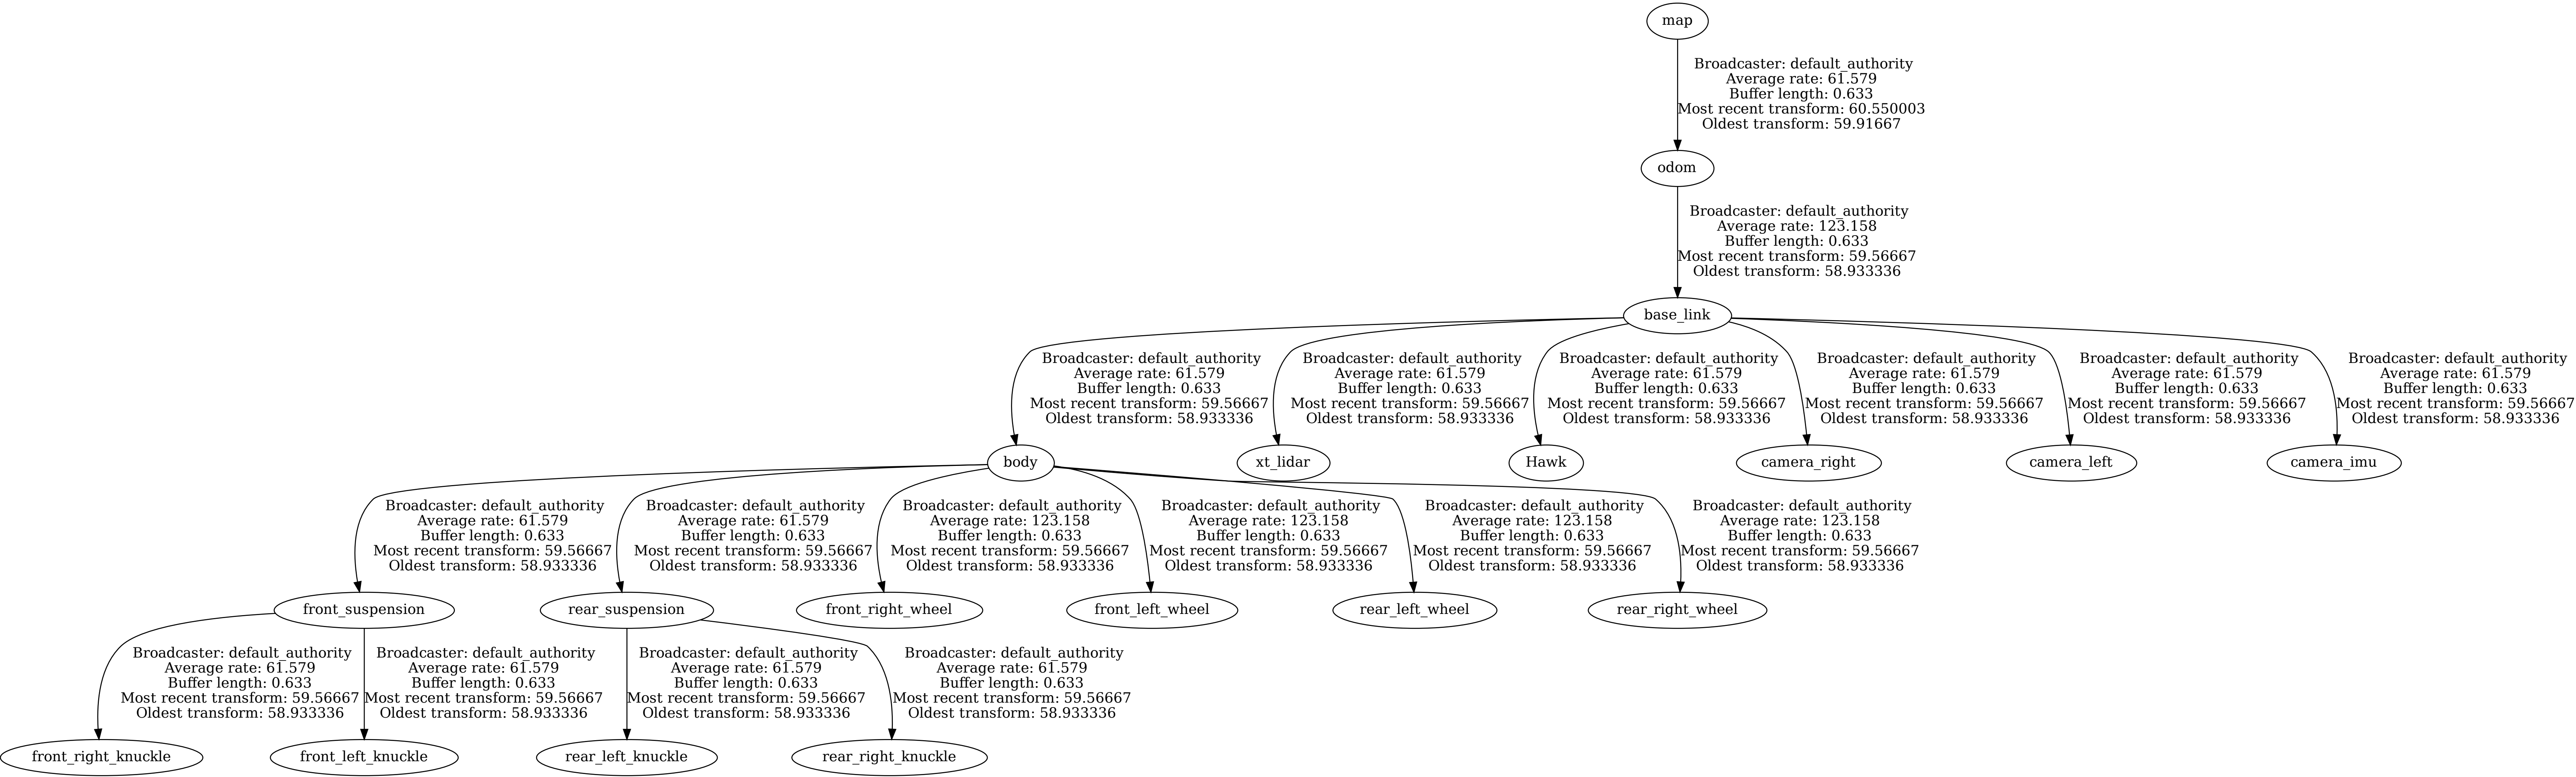 map
Broadcaster: default_authority
Average rate: 61.579
Buffer length: 0.633
Most recent transform: 60.550003
Oldest transform: 59.91667
odom
Broadcaster: default_authority
Average rate: 123.158
Buffer length: 0.633
Most recent transform: 59.56667
Oldest transform: 58.933336
base_link
Broadcaster: default_authority
Average rate: 61.579
Buffer length: 0.633
Most recent transform: 59.56667
Oldest transform: 58.933336
Broadcaster: default_authority
Average rate: 61.579
Buffer length: 0.633
Most recent transform: 59.56667
Oldest transform: 58.933336
Broadcaster: default_authority
Average rate: 61.579
Buffer length: 0.633
Most recent transform: 59.56667
Oldest transform: 58.933336
Broadcaster: default_authority
Average rate: 61.579
Buffer length: 0.633
Most recent transform: 59.56667
Oldest transform: 58.933336
Broadcaster: default_authority
Average rate: 61.579
Buffer length: 0.633
Most recent transform: 59.56667
Oldest transform: 58.933336
Broadcaster: default_authority
Average rate: 61.579
Buffer length: 0.633
Most recent transform: 59.56667
Oldest transform: 58.933336
body
xt_lidar
Hawk
camera_right
camera_left
camera_imu
Broadcaster: default_authority
Average rate: 61.579
Buffer length: 0.633
Most recent transform: 59.56667
Oldest transform: 58.933336
Broadcaster: default_authority
Average rate: 61.579
Buffer length: 0.633
Most recent transform: 59.56667
Oldest transform: 58.933336
Broadcaster: default_authority
Average rate: 123.158
Buffer length: 0.633
Most recent transform: 59.56667
Oldest transform: 58.933336
Broadcaster: default_authority
Average rate: 123.158
Buffer length: 0.633
Most recent transform: 59.56667
Oldest transform: 58.933336
Broadcaster: default_authority
Average rate: 123.158
Buffer length: 0.633
Most recent transform: 59.56667
Oldest transform: 58.933336
Broadcaster: default_authority
Average rate: 123.158
Buffer length: 0.633
Most recent transform: 59.56667
Oldest transform: 58.933336
front_suspension
rear_suspension
front_right_wheel
front_left_wheel
rear_left_wheel
rear_right_wheel
Broadcaster: default_authority
Average rate: 61.579
Buffer length: 0.633
Most recent transform: 59.56667
Oldest transform: 58.933336
Broadcaster: default_authority
Average rate: 61.579
Buffer length: 0.633
Most recent transform: 59.56667
Oldest transform: 58.933336
Broadcaster: default_authority
Average rate: 61.579
Buffer length: 0.633
Most recent transform: 59.56667
Oldest transform: 58.933336
Broadcaster: default_authority
Average rate: 61.579
Buffer length: 0.633
Most recent transform: 59.56667
Oldest transform: 58.933336
front_right_knuckle
front_left_knuckle
rear_left_knuckle
rear_right_knuckle